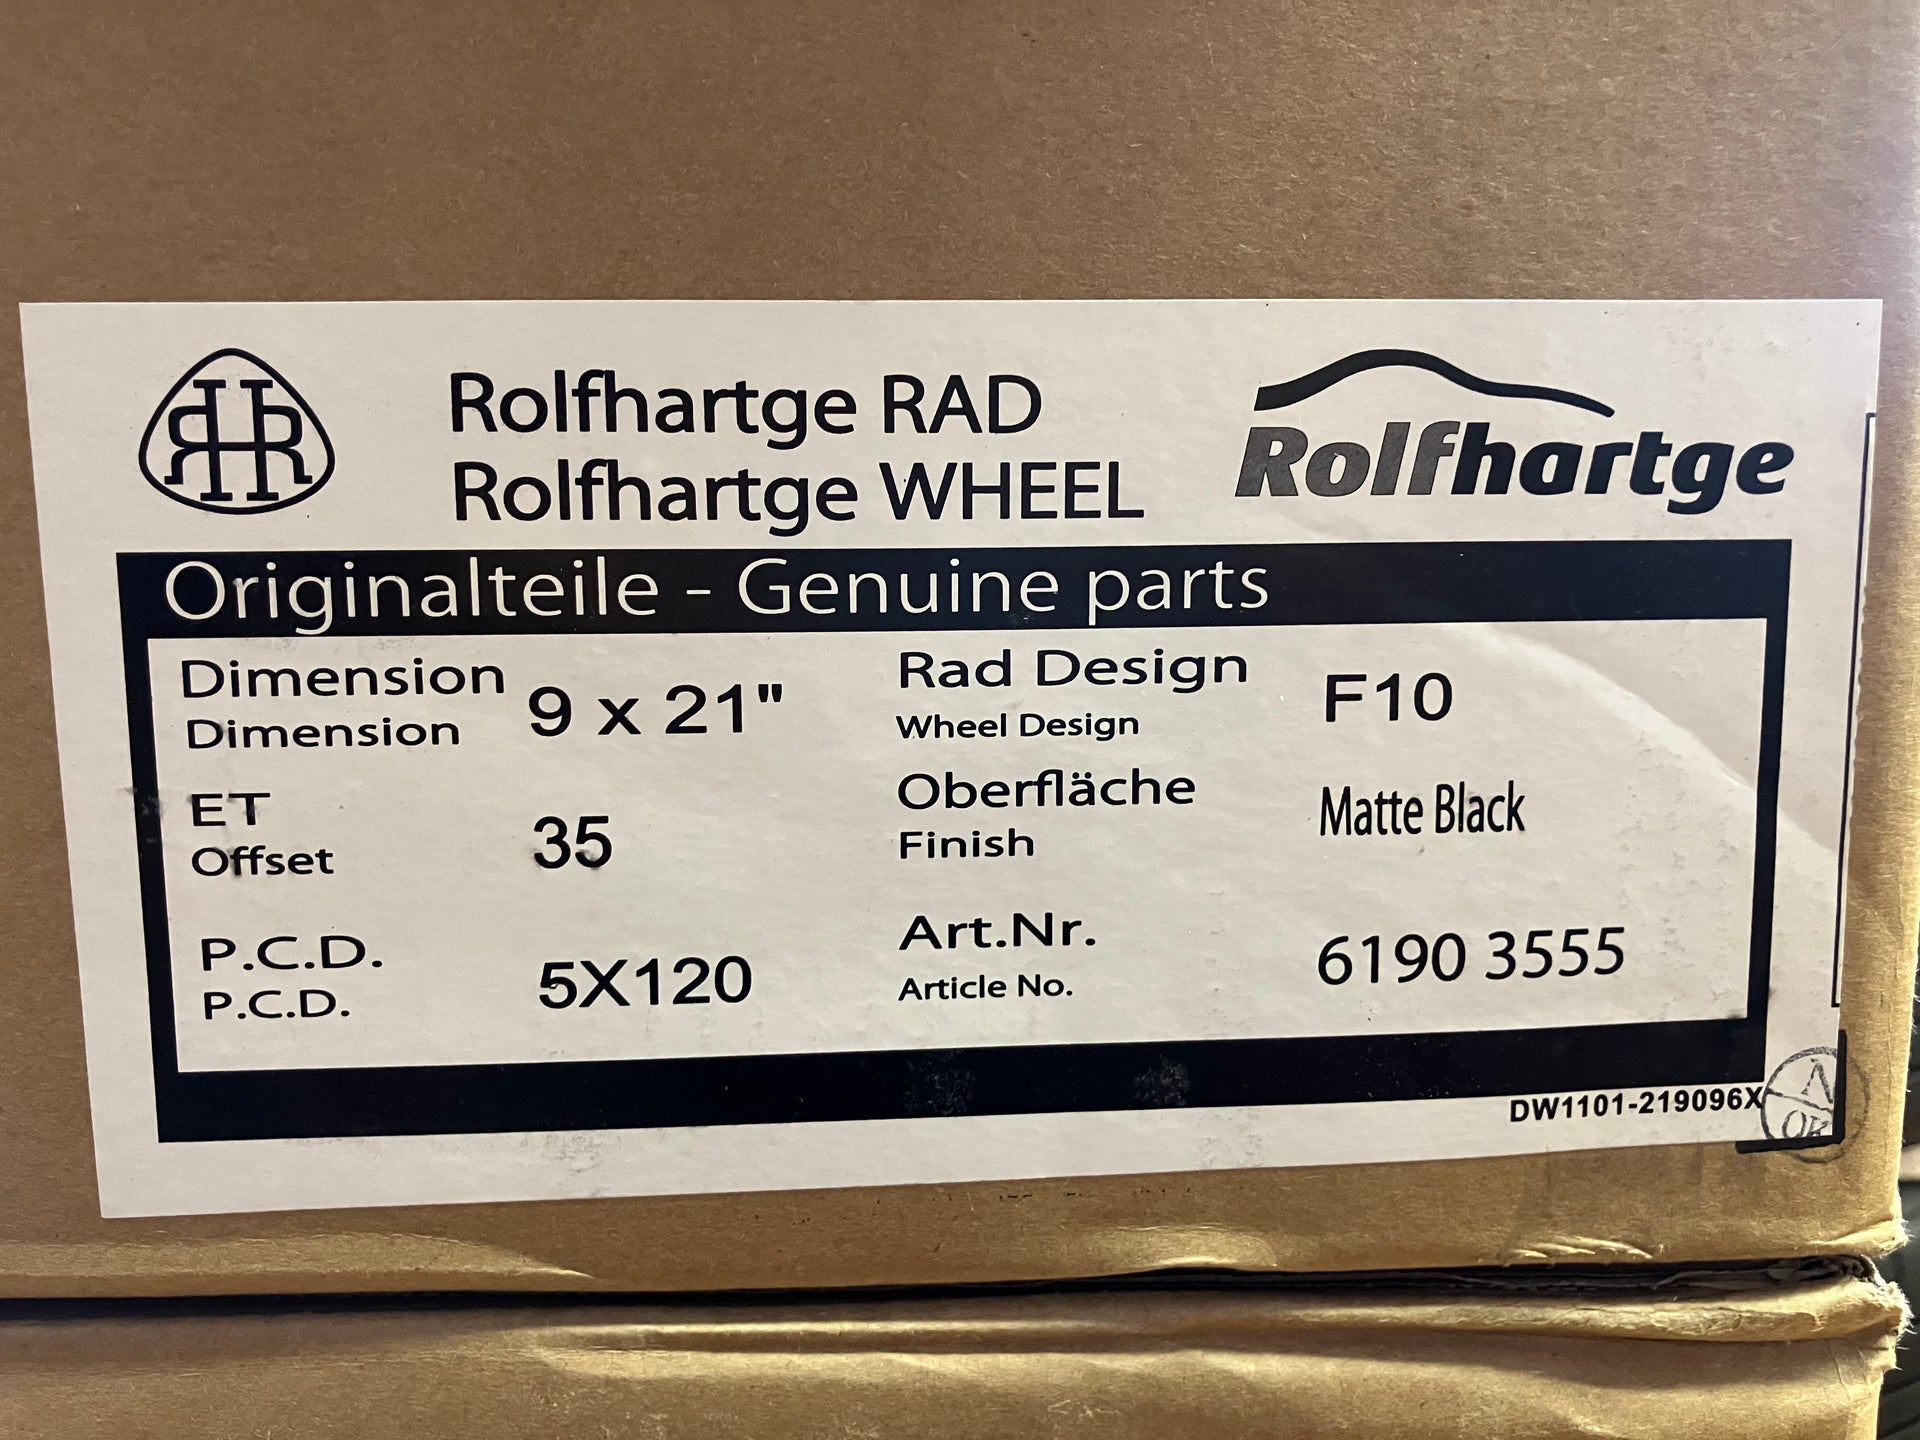 Rolfhartge RAD
Rolfhartge WHEEL
Rolfhartge
Originalteile - Genuine parts
Dimension
Dimension
9 x 21"
Rad Design
Wheel Design
F10
ET
Offset
35
Oberfläche
Finish
Matte Black
P.C.D.
P.C.D.
5X120
Art.Nr.
Article No.
6190 3555
DW1101-219096X
OK